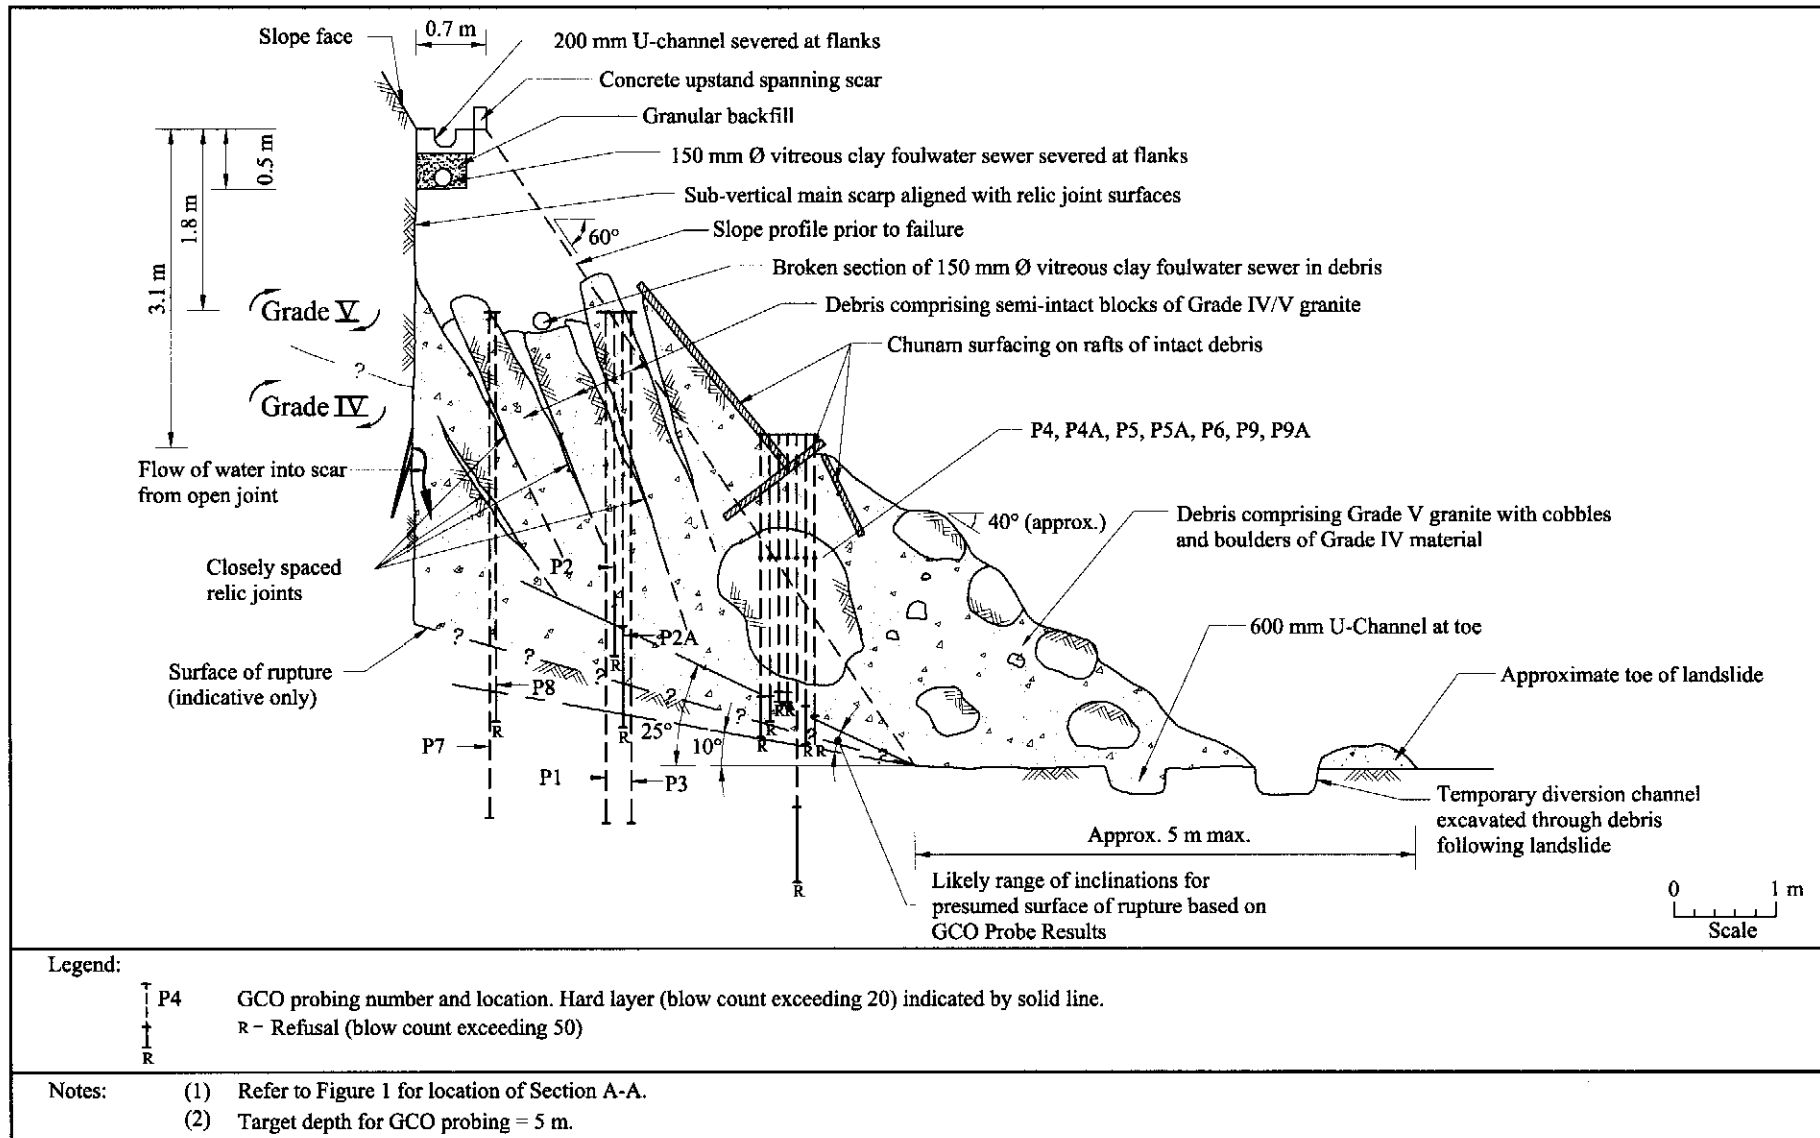 Slope face
0.7 m
200 mm U-channel severed at flanks
Concrete upstand spanning scar
Granular backfill
150 mm Ø vitreous clay foulwater sewer severed at flanks
Sub-vertical main scarp aligned with relic joint surfaces
0.5 m
1.8 m
3.1 m
60°
Slope profile prior to failure
Broken section of 150 mm Ø vitreous clay foulwater sewer in debris
Debris comprising semi-intact blocks of Grade IV/V granite
Chunam surfacing on rafts of intact debris
Grade V
?
Grade IV
P4, P4A, P5, P5A, P6, P9, P9A
Flow of water into scar
from open joint
40° (approx.)
Debris comprising Grade V granite with cobbles
and boulders of Grade IV material
Closely spaced
relic joints
P2
P2A
600 mm U-Channel at toe
Surface of rupture
(indicative only)
? ? ? ? ? ? ?
Approximate toe of landslide
P8
R R R R R R R R R R
25°
10°
P7
P1
P3
Temporary diversion channel
excavated through debris
following landslide
Approx. 5 m max.
Likely range of inclinations for
presumed surface of rupture based on
GCO Probe Results
0 1 m
Scale
Legend:
P4 GCO probing number and location. Hard layer (blow count exceeding 20) indicated by solid line.
R - Refusal (blow count exceeding 50)
R
Notes: (1) Refer to Figure 1 for location of Section A-A.
(2) Target depth for GCO probing = 5 m.